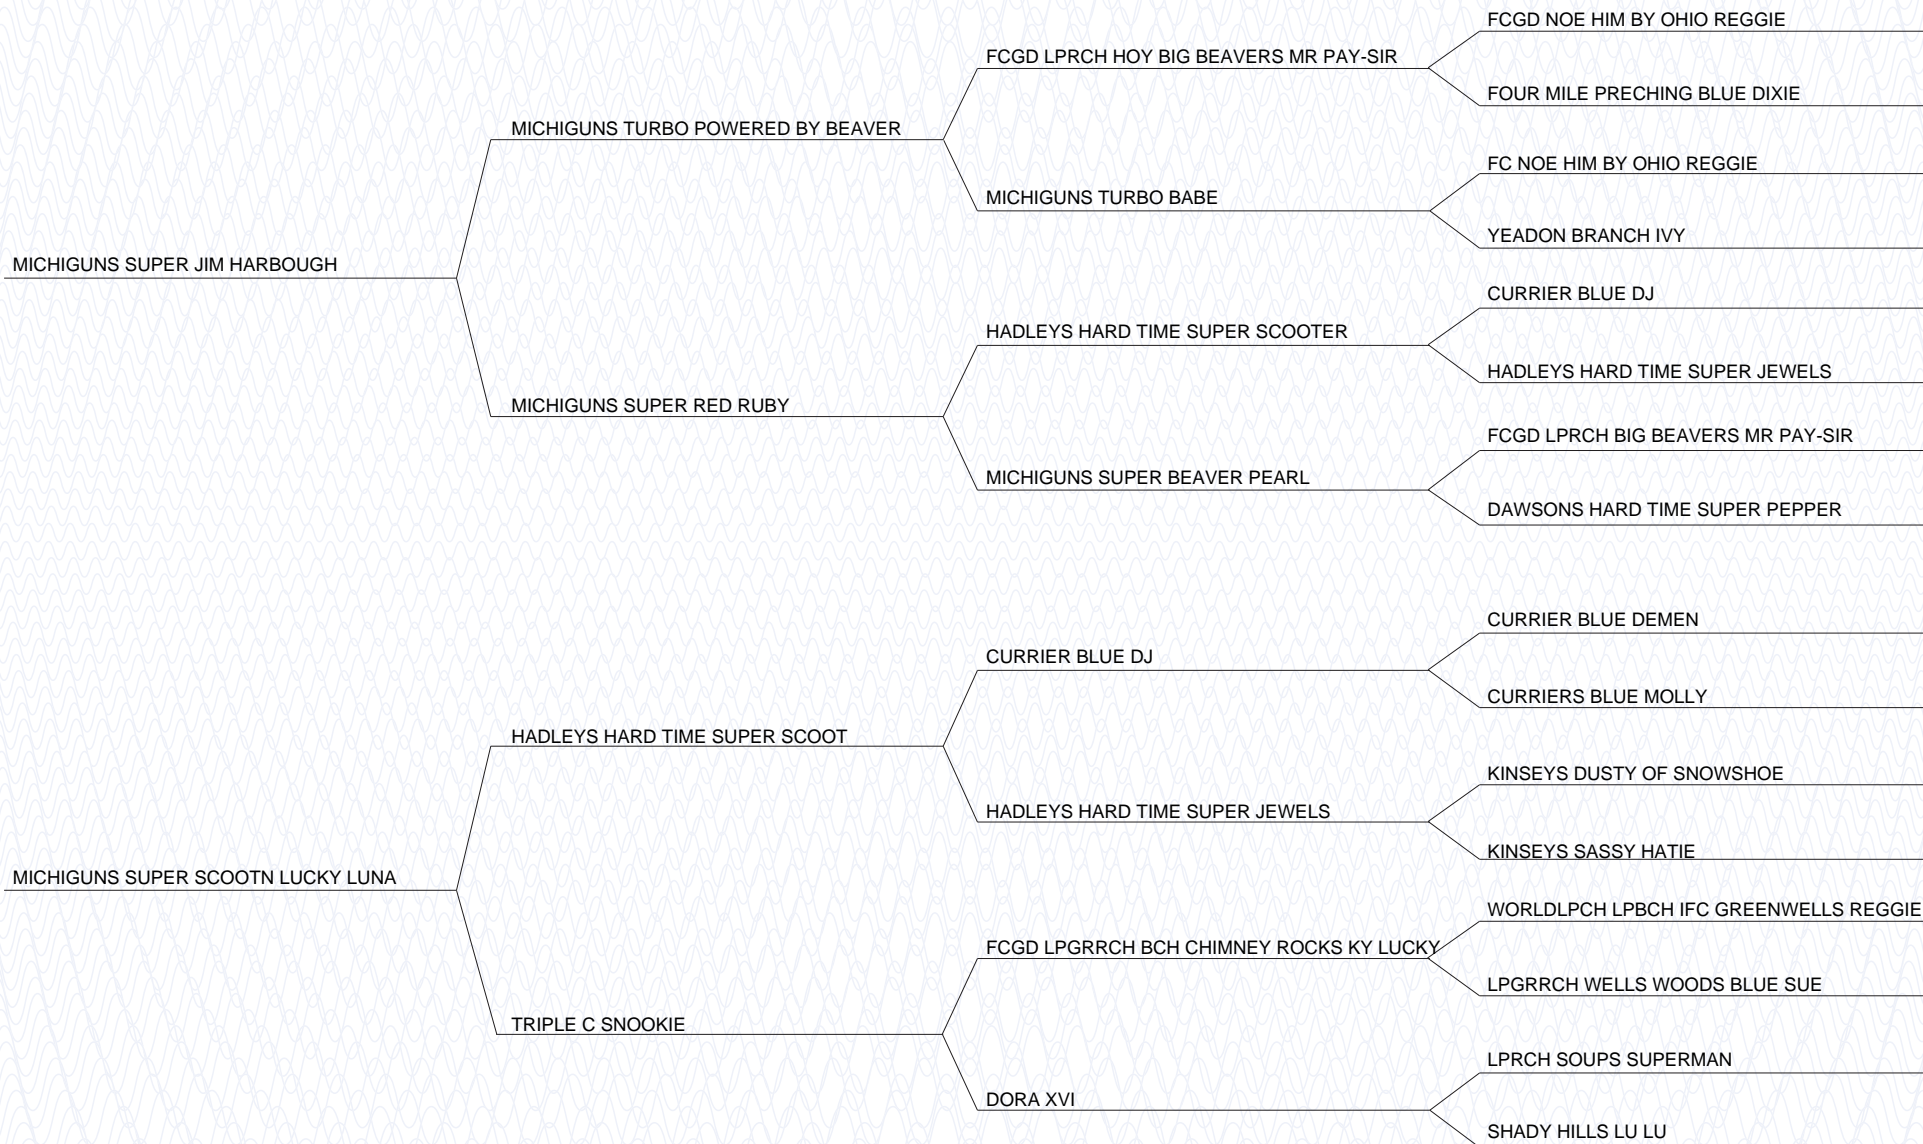 FCGD NOE HIM BY OHIO REGGIE
FCGD LPRCH HOY BIG BEAVERS MR PAY-SIR
FOUR MILE PRECHING BLUE DIXIE
MICHIGUNS TURBO POWERED BY BEAVER
FC NOE HIM BY OHIO REGGIE
MICHIGUNS TURBO BABE
YEADON BRANCH IVY
MICHIGUNS SUPER JIM HARBOUGH
CURRIER BLUE DJ
HADLEYS HARD TIME SUPER SCOOTER
HADLEYS HARD TIME SUPER JEWELS
MICHIGUNS SUPER RED RUBY
FCGD LPRCH BIG BEAVERS MR PAY-SIR
MICHIGUNS SUPER BEAVER PEARL
DAWSONS HARD TIME SUPER PEPPER
CURRIER BLUE DEMEN
CURRIER BLUE DJ
CURRIERS BLUE MOLLY
HADLEYS HARD TIME SUPER SCOOT
KINSEYS DUSTY OF SNOWSHOE
HADLEYS HARD TIME SUPER JEWELS
KINSEYS SASSY HATIE
MICHIGUNS SUPER SCOOTN LUCKY LUNA
WORLDLPCH LPBCH IFC GREENWELLS REGGIE
FCGD LPGRRCH BCH CHIMNEY ROCKS KY LUCKY
LPGRRCH WELLS WOODS BLUE SUE
TRIPLE C SNOOKIE
LPRCH SOUPS SUPERMAN
DORA XVI
SHADY HILLS LU LU